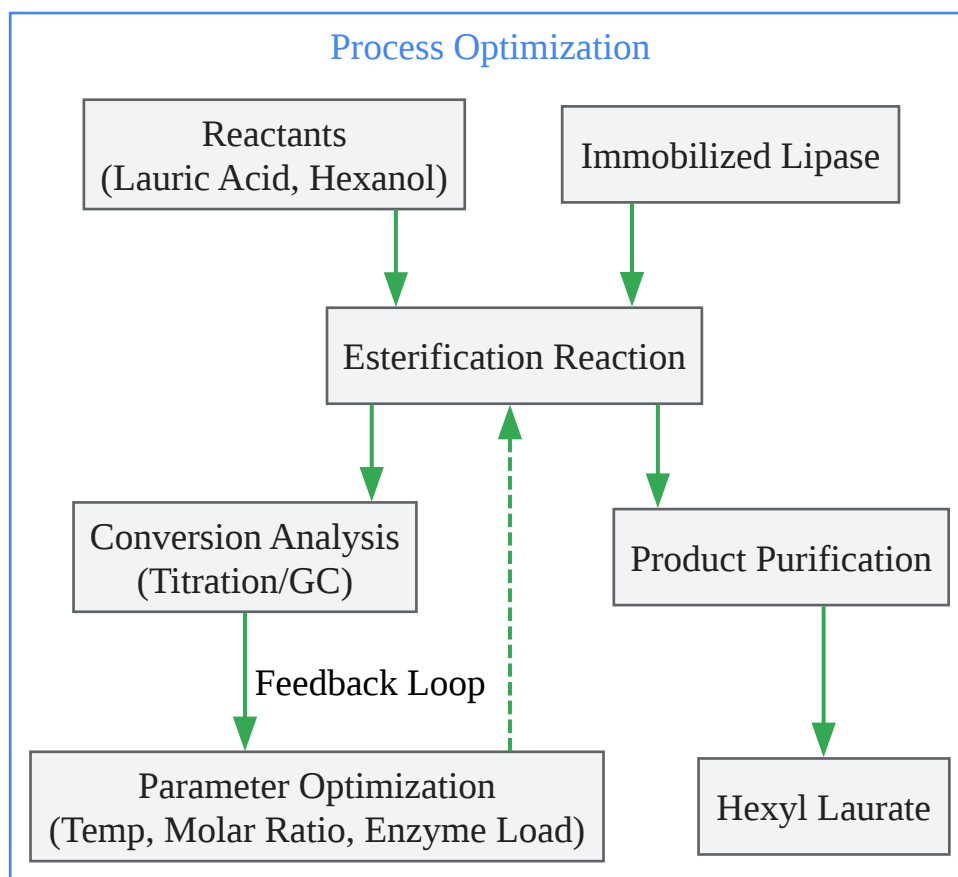 Process Optimization
Reactants
(Lauric Acid, Hexanol)
Immobilized Lipase
Esterification Reaction
Conversion Analysis
(Titration/GC)
Product Purification
Feedback Loop
Parameter Optimization
(Temp, Molar Ratio, Enzyme Load)
Hexyl Laurate